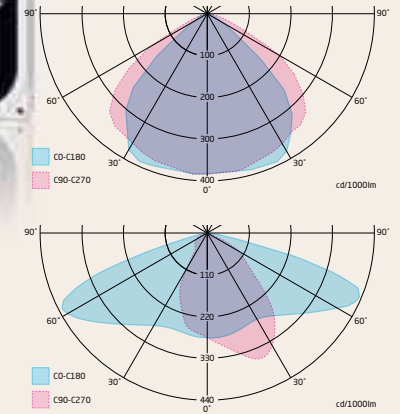 90˚ 90˚
100
60˚ 60˚
200
300
C0-C180
30˚ 30˚
400
C90-C270
0˚ cd/1000lm
90˚ 90˚
110
60˚ 60˚
220
330
C0-C180
30˚ 30˚
C90-C270
440
0˚ cd/1000lm